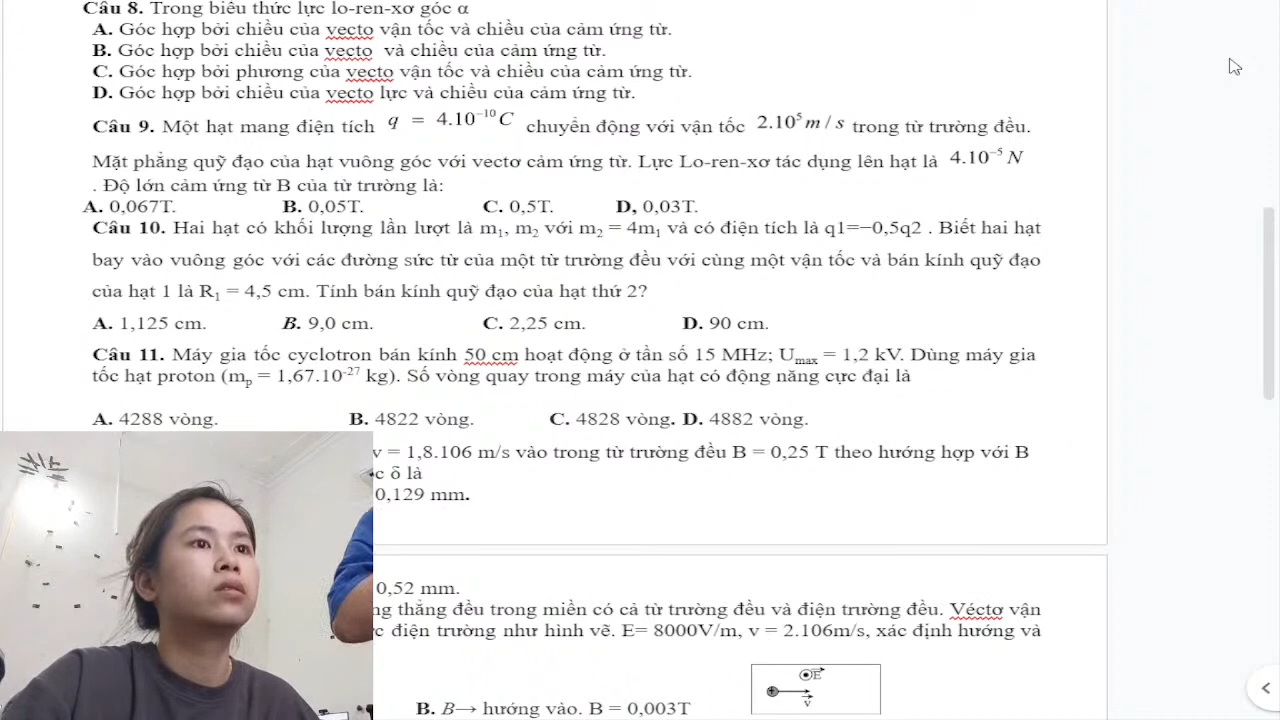 Câu 8. Trong biểu thức lực lo-ren-xơ góc α
A. Góc hợp bởi chiều của vecto vận tốc và chiều của cảm ứng từ.
B. Góc hợp bởi chiều của vecto và chiều của cảm ứng từ.
C. Góc hợp bởi phương của vecto vận tốc và chiều của cảm ứng từ.
D. Góc hợp bởi chiều của vecto lực và chiều của cảm ứng từ.
Câu 9. Một hạt mang điện tích q = 4.10⁻¹⁰ C chuyển động với vận tốc 2.10⁵ m / s trong từ trường đều.
Mặt phẳng quỹ đạo của hạt vuông góc với vectơ cảm ứng từ. Lực Lo-ren-xơ tác dụng lên hạt là 4.10⁻⁵ N
. Độ lớn cảm ứng từ B của từ trường là:
A. 0,067T. B. 0,05T. C. 0,5T. D, 0,03T.
Câu 10. Hai hạt có khối lượng lần lượt là m₁, m₂ với m₂ = 4m₁ và có điện tích là q1=−0,5q2 . Biết hai hạt
bay vào vuông góc với các đường sức từ của một từ trường đều với cùng một vận tốc và bán kính quỹ đạo
của hạt 1 là R₁ = 4,5 cm. Tính bán kính quỹ đạo của hạt thứ 2?
A. 1,125 cm. B. 9,0 cm. C. 2,25 cm. D. 90 cm.
Câu 11. Máy gia tốc cyclotron bán kính 50 cm hoạt động ở tần số 15 MHz; Uₘₐₓ = 1,2 kV. Dùng máy gia
tốc hạt proton (mₚ = 1,67.10⁻²⁷ kg). Số vòng quay trong máy của hạt có động năng cực đại là
A. 4288 vòng. B. 4822 vòng. C. 4828 vòng. D. 4882 vòng.
v = 1,8.106 m/s vào trong từ trường đều B = 0,25 T theo hướng hợp với B
c ỗ là
0,129 mm.
0,52 mm.
ng thẳng đều trong miền có cả từ trường đều và điện trường đều. Véctơ vận
c điện trường như hình vẽ. E= 8000V/m, v = 2.106m/s, xác định hướng và
E
v
B. B→ hướng vào. B = 0,003T